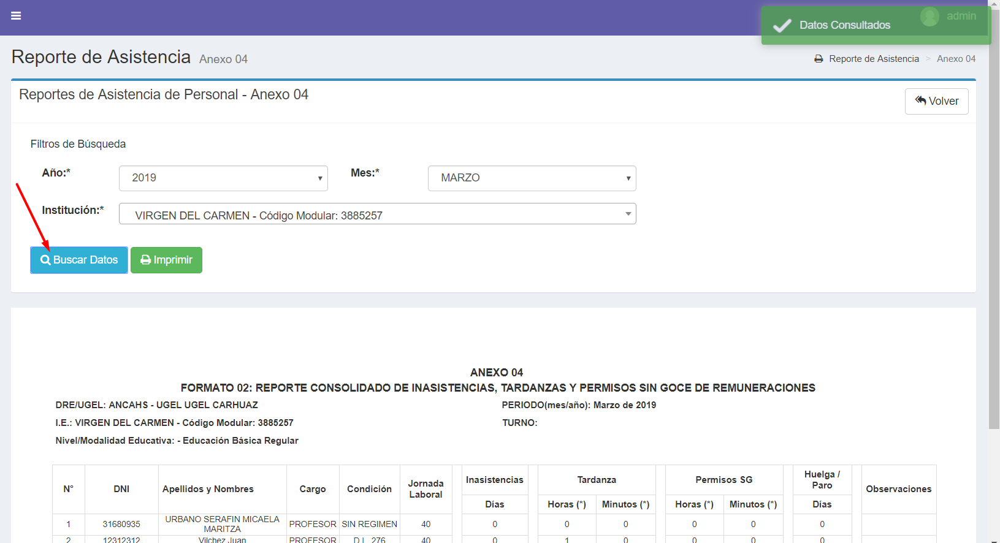 Datos Consultados
admin
Reporte de Asistencia Anexo 04
Reporte de Asistencia > Anexo 04
Reportes de Asistencia de Personal - Anexo 04
Volver
Filtros de Búsqueda
Año:* 2019 Mes:* MARZO
Institución:* VIRGEN DEL CARMEN - Código Modular: 3885257
Buscar Datos Imprimir
ANEXO 04
FORMATO 02: REPORTE CONSOLIDADO DE INASISTENCIAS, TARDANZAS Y PERMISOS SIN GOCE DE REMUNERACIONES
DRE/UGEL: ANCAHS - UGEL UGEL CARHUAZ PERIODO(mes/año): Marzo de 2019
I.E.: VIRGEN DEL CARMEN - Código Modular: 3885257 TURNO:
Nivel/Modalidad Educativa: - Educación Básica Regular
N° DNI Apellidos y Nombres Cargo Condición Jornada Laboral Inasistencias Tardanza Permisos SG Huelga / Paro Observaciones
Días Horas (*) Minutos (*) Horas (*) Minutos (*) Días
1 31680935 URBANO SERAFIN MICAELA MARITZA PROFESOR SIN REGIMEN 40 0 0 0 0 0 0
2 12312312 Vilchez Juan PROFESOR D.L. 276 40 0 1 0 0 0 0